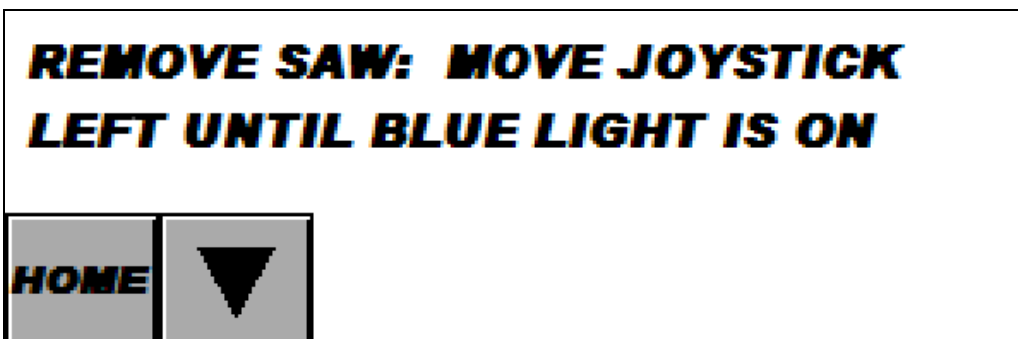 REMOVE SAW: MOVE JOYSTICK
LEFT UNTIL BLUE LIGHT IS ON
HOME